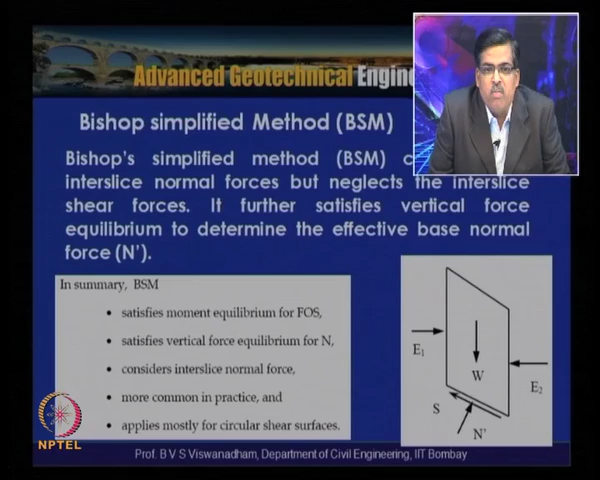 Advanced Geotechnical
Bishop simplified Method (BSM)
Bishop's simplified method (BSM)
interslice normal forces but neglects the interslice
shear forces. It further satisfies vertical force
equilibrium to determine the effective base normal
force (N').
In summary, BSM
• satisfies moment equilibrium for FOS,
• satisfies vertical force equilibrium for N,
• considers interslice normal force,
• more common in practice, and
• applies mostly for circular shear surfaces.
E1
W
E2
S
N'
NPTEL
Prof. B V S Viswanadham, Department of Civil Engineering, IIT Bombay